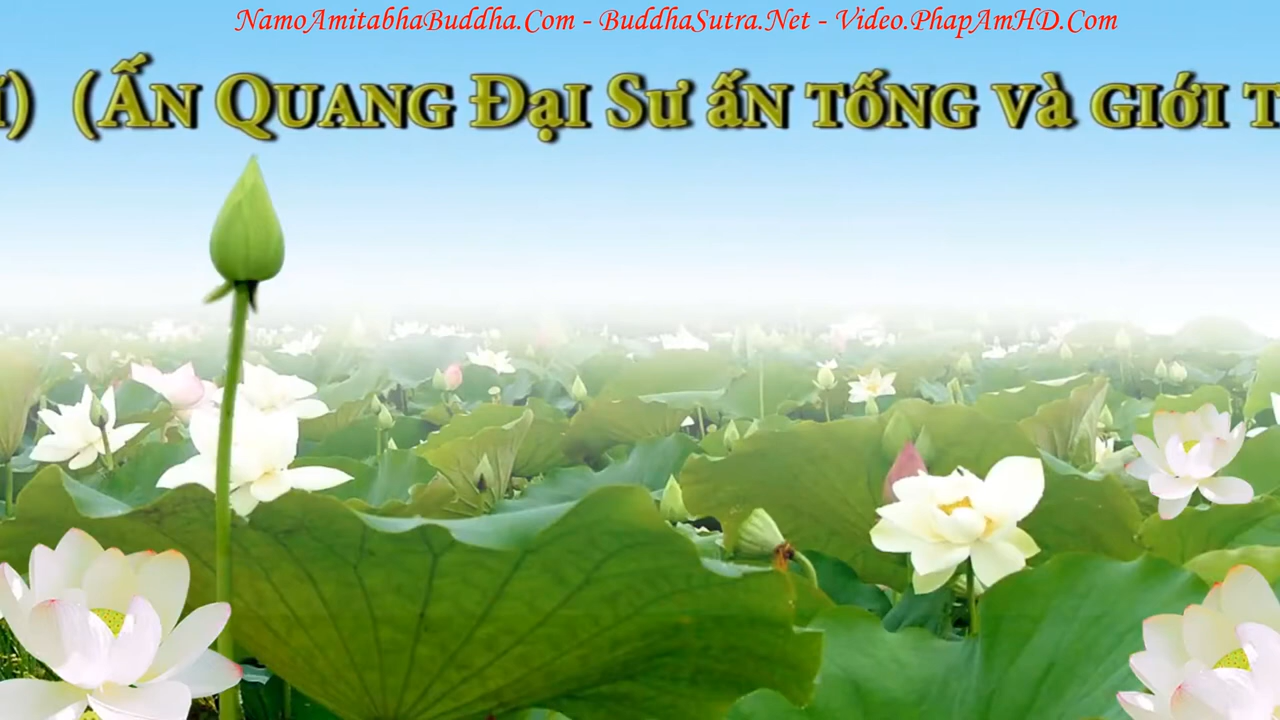 NamoAmitabhaBuddha.Com - BuddhaSutra.Net - Video.PhapAmHD.Com
) (Ấn Quang Đại Sư ấn tống và giới